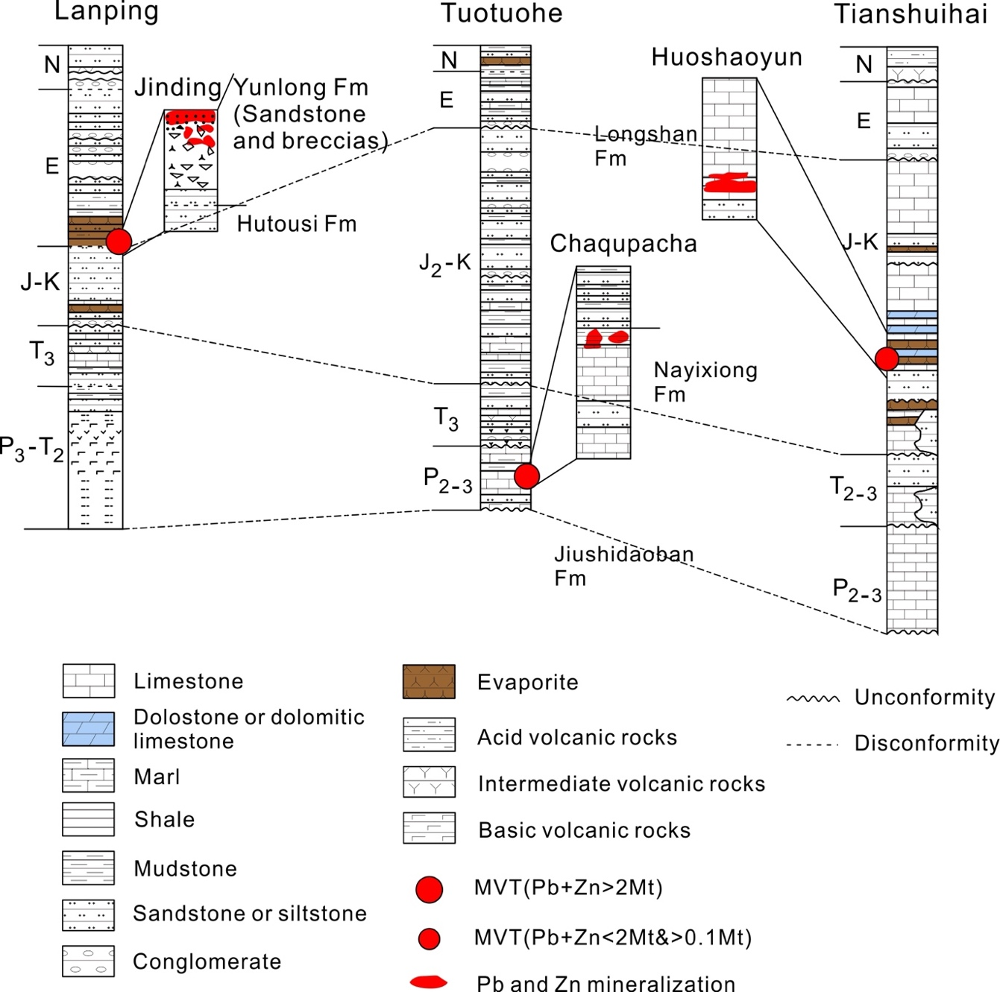 Lanping
Tuotuohe
Tianshuihai
Huoshaoyun
N
N
N
Jinding
Yunlong Fm
(Sandstone
and breccias)
E
E
E
Longshan
Fm
Hutousi Fm
Chaqupacha
J-K
J2-K
J-K
T3
Nayixiong
Fm
T3
P3-T2
P2-3
T2-3
Jiushidaoban
Fm
P2-3
Limestone
Dolostone or dolomitic
limestone
Marl
Shale
Mudstone
Sandstone or siltstone
Conglomerate
Evaporite
Acid volcanic rocks
Intermediate volcanic rocks
Basic volcanic rocks
MVT(Pb+Zn>2Mt)
MVT(Pb+Zn<2Mt&>0.1Mt)
Pb and Zn mineralization
Unconformity
Disconformity